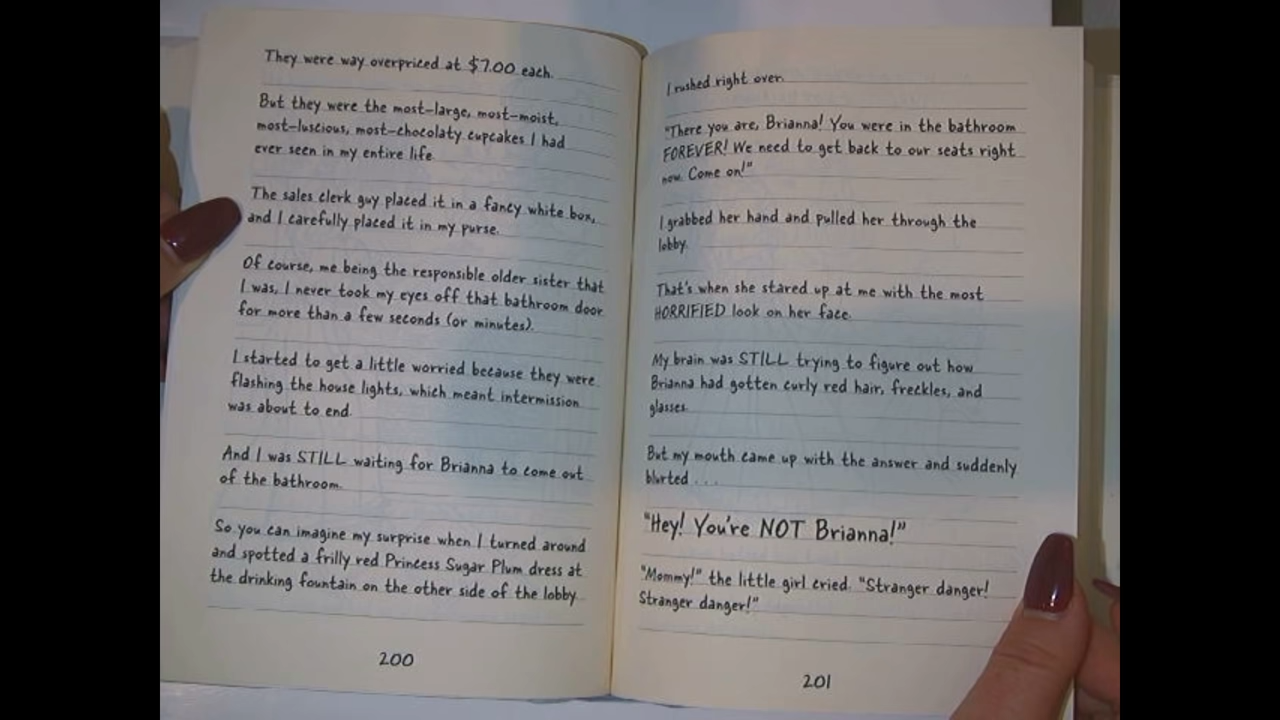 They were way overpriced at $7.00 each.
But they were the most-large, most-moist,
most-luscious, most-chocolaty cupcakes I had
ever seen in my entire life.
The sales clerk guy placed it in a fancy white box,
and I carefully placed it in my purse.
Of course, me being the responsible older sister that
I was, I never took my eyes off that bathroom door
for more than a few seconds (or minutes).
I started to get a little worried because they were
flashing the house lights, which meant intermission
was about to end.
And I was STILL waiting for Brianna to come out
of the bathroom.
So you can imagine my surprise when I turned around
and spotted a frilly red Princess Sugar Plum dress at
the drinking fountain on the other side of the lobby.
200
I rushed right over.
"There you are, Brianna! You were in the bathroom
FOREVER! We need to get back to our seats right
now. Come on!"
I grabbed her hand and pulled her through the
lobby.
That's when she stared up at me with the most
HORRIFIED look on her face.
My brain was STILL trying to figure out how
Brianna had gotten curly red hair, freckles, and
glasses.
But my mouth came up with the answer and suddenly
blurted . . .
"Hey! You're NOT Brianna!"
"Mommy!" the little girl cried. "Stranger danger!
Stranger danger!"
201